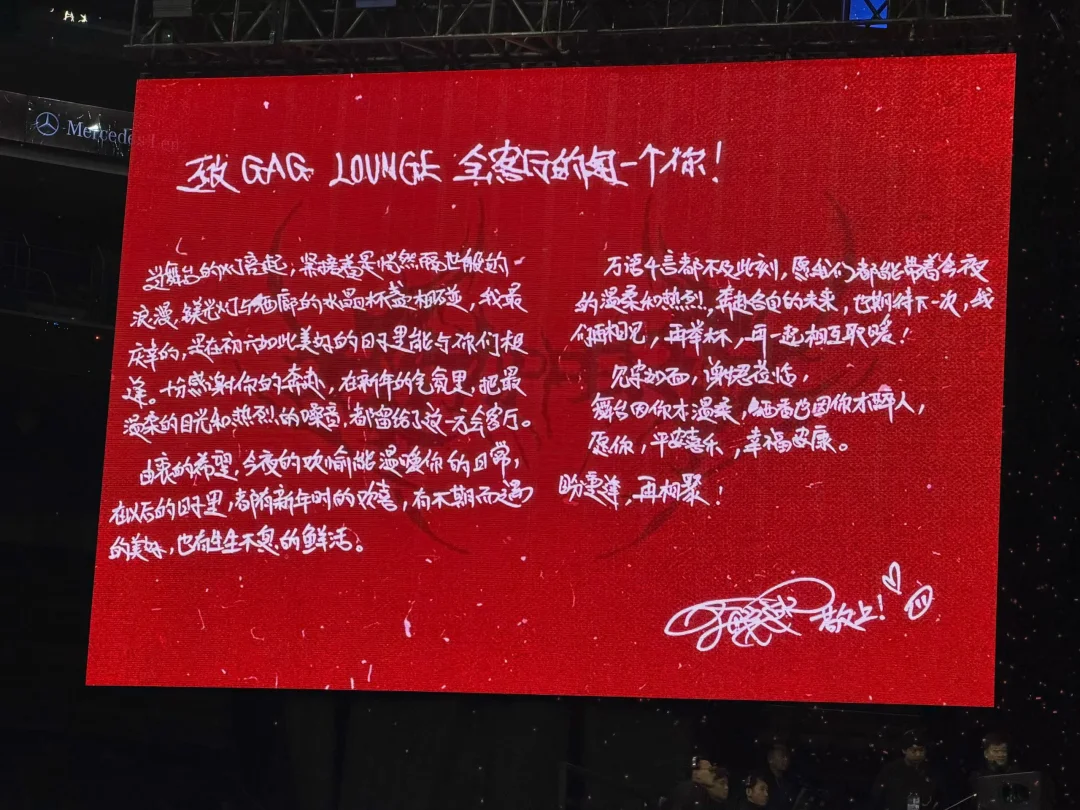 Mercedes
致 GAG LOUNGE 全客厅的每一个你！
当舞台的灯亮起，紧接着是恍然隔世般的
浪漫，镁光灯与酒廊的水晶杯盏相碰，我最
庆幸的，是在初六如此美好的日子里能与你们相
逢。十分感谢你的奔赴，在新年的气氛里，把最
温柔的目光和热烈的嗓音，都留给了这一方会客厅。
由衷的希望，今夜的欢愉能温暖你的日常，
在以后的日子里，都有新年时的欢喜，有不期而遇
的美好，也有生生不息的鲜活。
万语千言都不及此刻，愿我们都能带着今夜
的温柔和热烈，奔赴各自的未来，也期待下一次，我
们再相见，再举杯，再一起相互取暖！
见字如面，谢您莅临，
舞台因你才温柔，酒香也因你才醉人，
愿你，平安喜乐，幸福安康。
盼重逢，再相聚！
敬上！